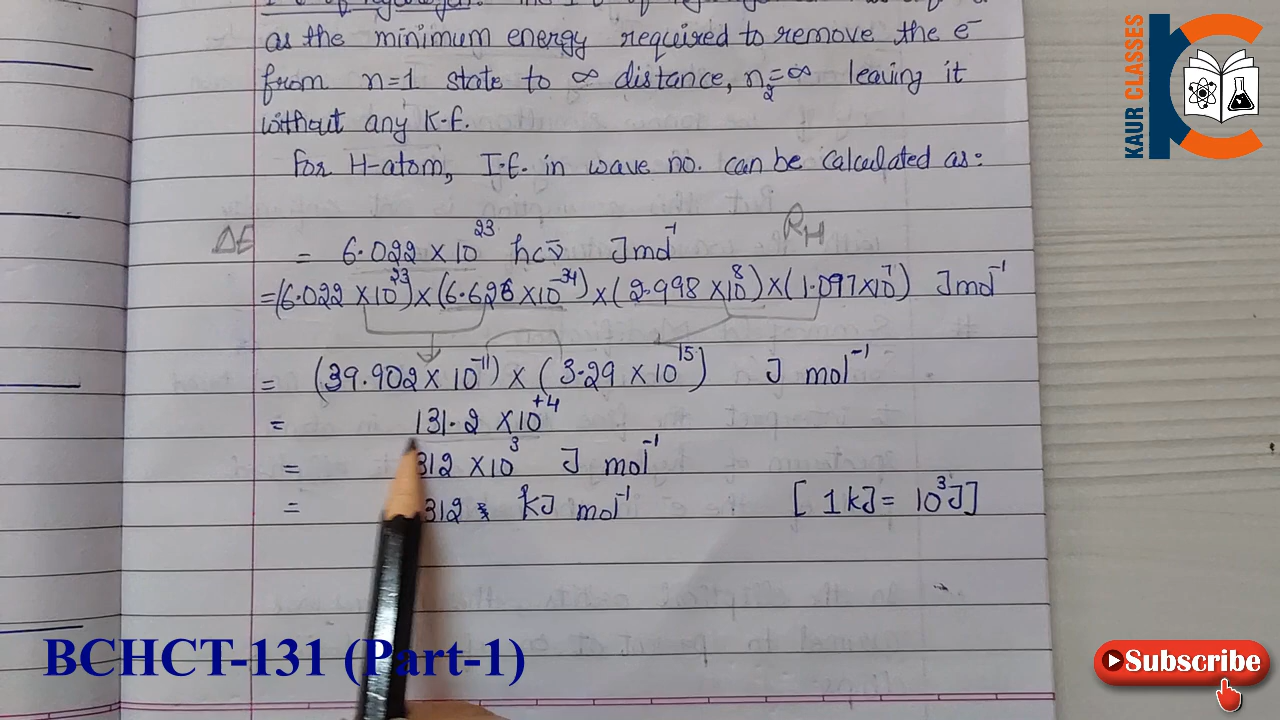 as the minimum energy required to remove the e⁻
from n=1 state to ∞ distance, n₂=∞ leaving it
without any K.E.
For H-atom, I.E. in wave no. can be calculated as:
ΔE = 6.022 × 10²³ hcν̄ J mol⁻¹
R_H
= (6.022 × 10²³) × (6.626 × 10⁻³⁴) × (2.998 × 10⁸) × (1.097 × 10⁷) J mol⁻¹
= (39.902 × 10⁻¹¹) × (3.29 × 10¹⁵) J mol⁻¹
= 131.2 × 10⁺⁴
= 312 × 10³ J mol⁻¹
= 312 kJ mol⁻¹ [1 kJ = 10³ J]
KAUR CLASSES
BCHCT-131 (Part-1)
Subscribe